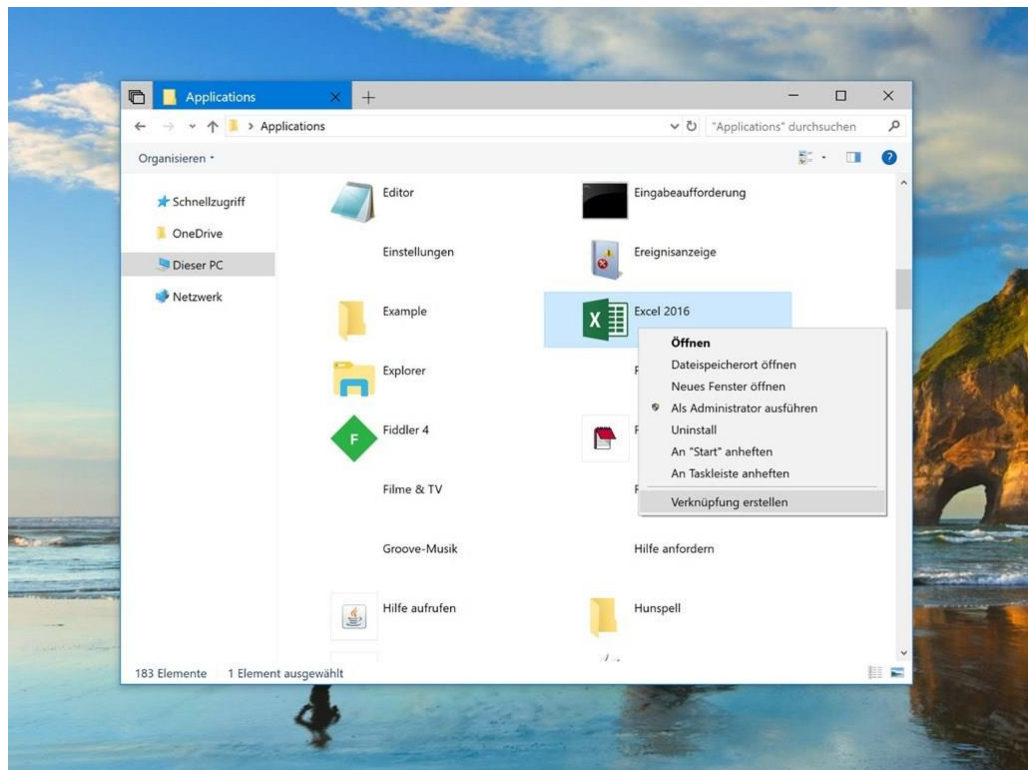 Applications
Applications
"Applications" durchsuchen
Organisieren
Schnellzugriff
OneDrive
Dieser PC
Netzwerk
Editor
Eingabeaufforderung
Einstellungen
Ereignisanzeige
Example
Excel 2016
Explorer
Fiddler 4
Filme & TV
Groove-Musik
Hilfe anfordern
Hilfe aufrufen
Hunspell
Öffnen
Dateispeicherort öffnen
Neues Fenster öffnen
Als Administrator ausführen
Uninstall
An "Start" anheften
An Taskleiste anheften
Verknüpfung erstellen
183 Elemente 1 Element ausgewählt